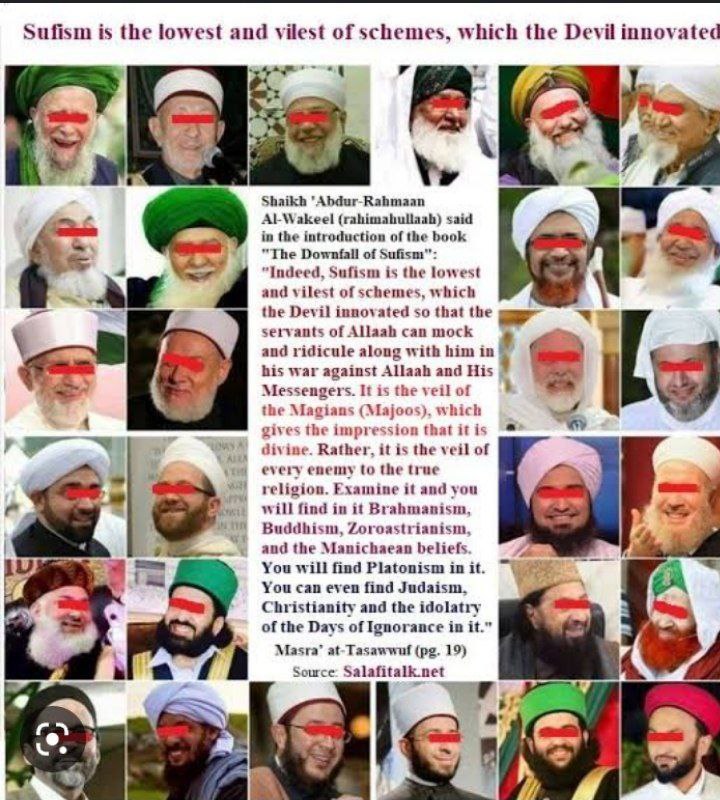 Sufism is the lowest and vilest of schemes, which the Devil innovated
Shaikh 'Abdur-Rahmaan
Al-Wakeel (rahimahullaah) said
in the introduction of the book
"The Downfall of Sufism":
"Indeed, Sufism is the lowest
and vilest of schemes, which
the Devil innovated so that the
servants of Allaah can mock
and ridicule along with him in
his war against Allaah and His
Messengers. It is the veil of
the Magians (Majoos), which
gives the impression that it is
divine. Rather, it is the veil of
every enemy to the true
religion. Examine it and you
will find in it Brahmanism,
Buddhism, Zoroastrianism,
and the Manichaean beliefs.
You will find Platonism in it.
You can even find Judaism,
Christianity and the idolatry
of the Days of Ignorance in it."
Masra' at-Tasawwuf (pg. 19)
Source: Salafitalk.net